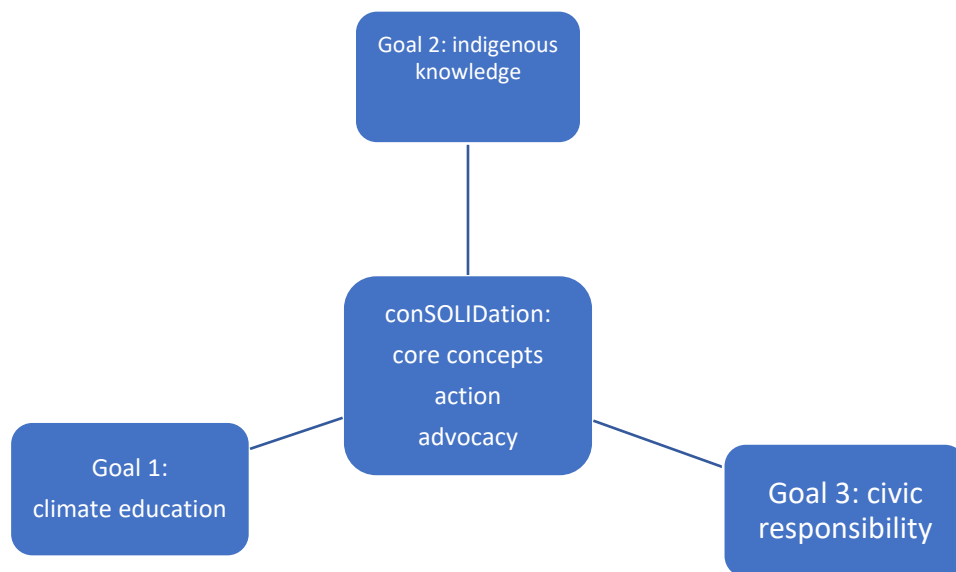 Goal 2: indigenous
knowledge
conSOLIDation:
core concepts
action
advocacy
Goal 1:
climate education
Goal 3: civic
responsibility